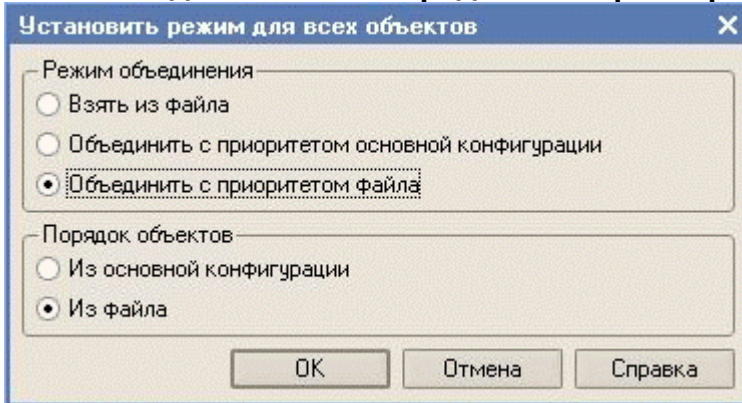 Установить режим для всех объектов
Режим объединения
Взять из файла
Объединить с приоритетом основной конфигурации
Объединить с приоритетом файла
Порядок объектов
Из основной конфигурации
Из файла
OK Отмена Справка